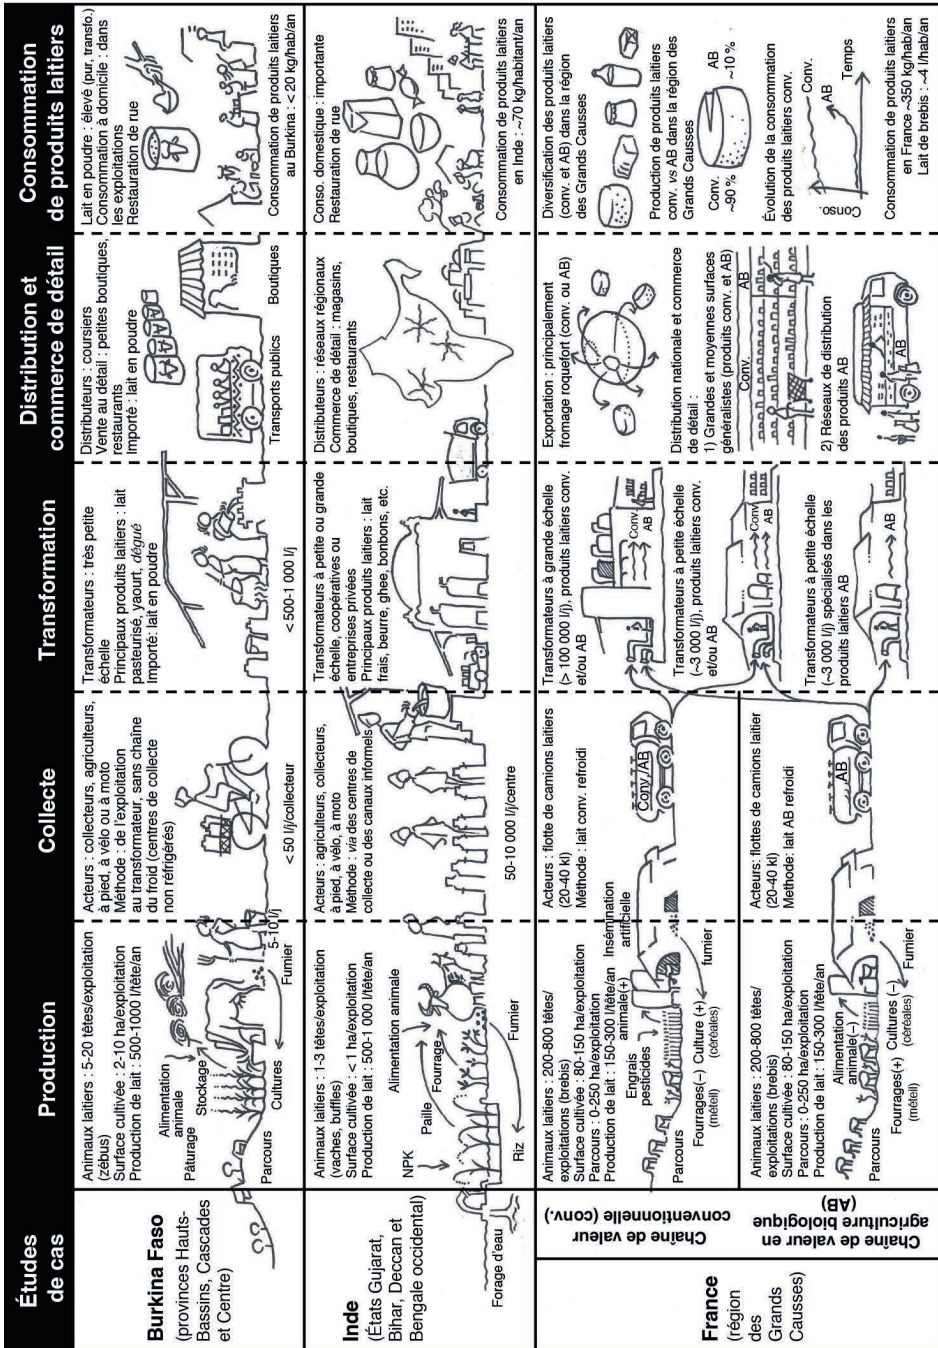 Études
de cas
Production
Collecte
Transformation
Distribution et
commerce de détail
Consommation
de produits laitiers
Burkina Faso
(provinces Hauts-
Bassins, Cascades
et Centre)
Animaux laitiers : 5-20 têtes/exploitation
(zébus)
Surface cultivée : 2-10 ha/exploitation
Production de lait : 500-1000 l/tête/an
Alimentation
animale
Pâturage
Stockage
Parcours
Cultures
Fumier
5-10 l/j
Acteurs : collecteurs, agriculteurs,
à pied, à vélo ou à moto
Méthode : de l'exploitation
au transformateur, sans chaîne
du froid (centres de collecte
non réfrigérés)
< 50 l/j/collecteur
Transformateurs : très petite
échelle
Principaux produits laitiers : lait
pasteurisé, yaourt, dégué
Importé: lait en poudre
< 500-1 000 l/j
Distributeurs : coursiers
Vente au détail : petites boutiques,
restaurants
Importé : lait en poudre
Transports publics
Boutiques
Lait en poudre : élevé (pur, transfo.)
Consommation à domicile : dans
les exploitations
Restauration de rue
Consommation de produits laitiers
au Burkina : < 20 kg/hab/an
Inde
(États Gujarat,
Bihar, Deccan et
Bengale occidental)
Forage d'eau
Animaux laitiers : 1-3 têtes/exploitation
(vaches, buffles)
Surface cultivée : < 1 ha/exploitation
Production de lait : 500-1 000 l/tête/an
NPK
Paille
Alimentation animale
Fourrage
Riz
Fumier
Acteurs : agriculteurs, collecteurs,
à pied, à vélo, à moto
Méthode : via des centres de
collecte ou des canaux informels
50-10 000 l/j/centre
Transformateurs à petite ou grande
échelle, coopératives ou
entreprises privées
Principaux produits laitiers : lait
frais, beurre, ghee, bonbons, etc.
Distributeurs : réseaux régionaux
Commerce de détail : magasins,
boutiques, restaurants
Conso. domestique : importante
Restauration de rue
Consommation de produits laitiers
en Inde : ~70 kg/habitant/an
France
(région
des
Grands
Causses)
Chaîne de valeur
conventionnelle (conv.)
Animaux laitiers : 200-800 têtes/
exploitations (brebis)
Surface cultivée : 80-150 ha/exploitation
Parcours : 0-250 ha/exploitation
Production de lait : 150-300 l/tête/an
Insémination
artificielle
animale(+)
Engrais
pesticides
Parcours
Fourrages(–)
(méteil)
Culture (+)
(céréales)
fumier
Acteurs : flotte de camions laitiers
(20-40 kl)
Méthode : lait conv. refroidi
Conv./AB
Chaîne de valeur en
agriculture biologique
(AB)
Animaux laitiers : 200-800 têtes/
exploitations (brebis)
Surface cultivée : 80-150 ha/exploitation
Parcours : 0-250 ha/exploitation
Production de lait : 150-300 l/tête/an
Alimentation
animale(–)
Parcours
Fourrages(+)
(méteil)
Cultures (–)
(céréales)
Fumier
Acteurs: flottes de camions laitier
(20-40 kl)
Méthode: lait AB refroidi
AB
Transformateurs à grande échelle
(> 100 000 l/j), produits laitiers conv.
et/ou AB
Conv.
AB
Transformateurs à petite échelle
(~3 000 l/j), produits laitiers conv.
et/ou AB
Conv
AB
Transformateurs à petite échelle
(~3 000 l/j) spécialisés dans les
produits laitiers AB
AB
Exportation : principalement
fromage roquefort (conv. ou AB)
Distribution nationale et commerce
de détail :
1) Grandes et moyennes surfaces
généralistes (produits conv. et AB)
Conv.
AB
2) Réseaux de distribution
des produits AB
AB
Diversification des produits laitiers
(conv. et AB) dans la région
des Grands Causses
Production de produits laitiers
conv. vs AB dans la région des
Grands Causses
Conv.
~90 %
AB
~10 %
Évolution de la consommation
des produits laitiers conv.
Conso.
Conv.
AB
Temps
Consommation de produits laitiers
en France ~350 kg/hab/an
Lait de brebis : ~4 l/hab/an